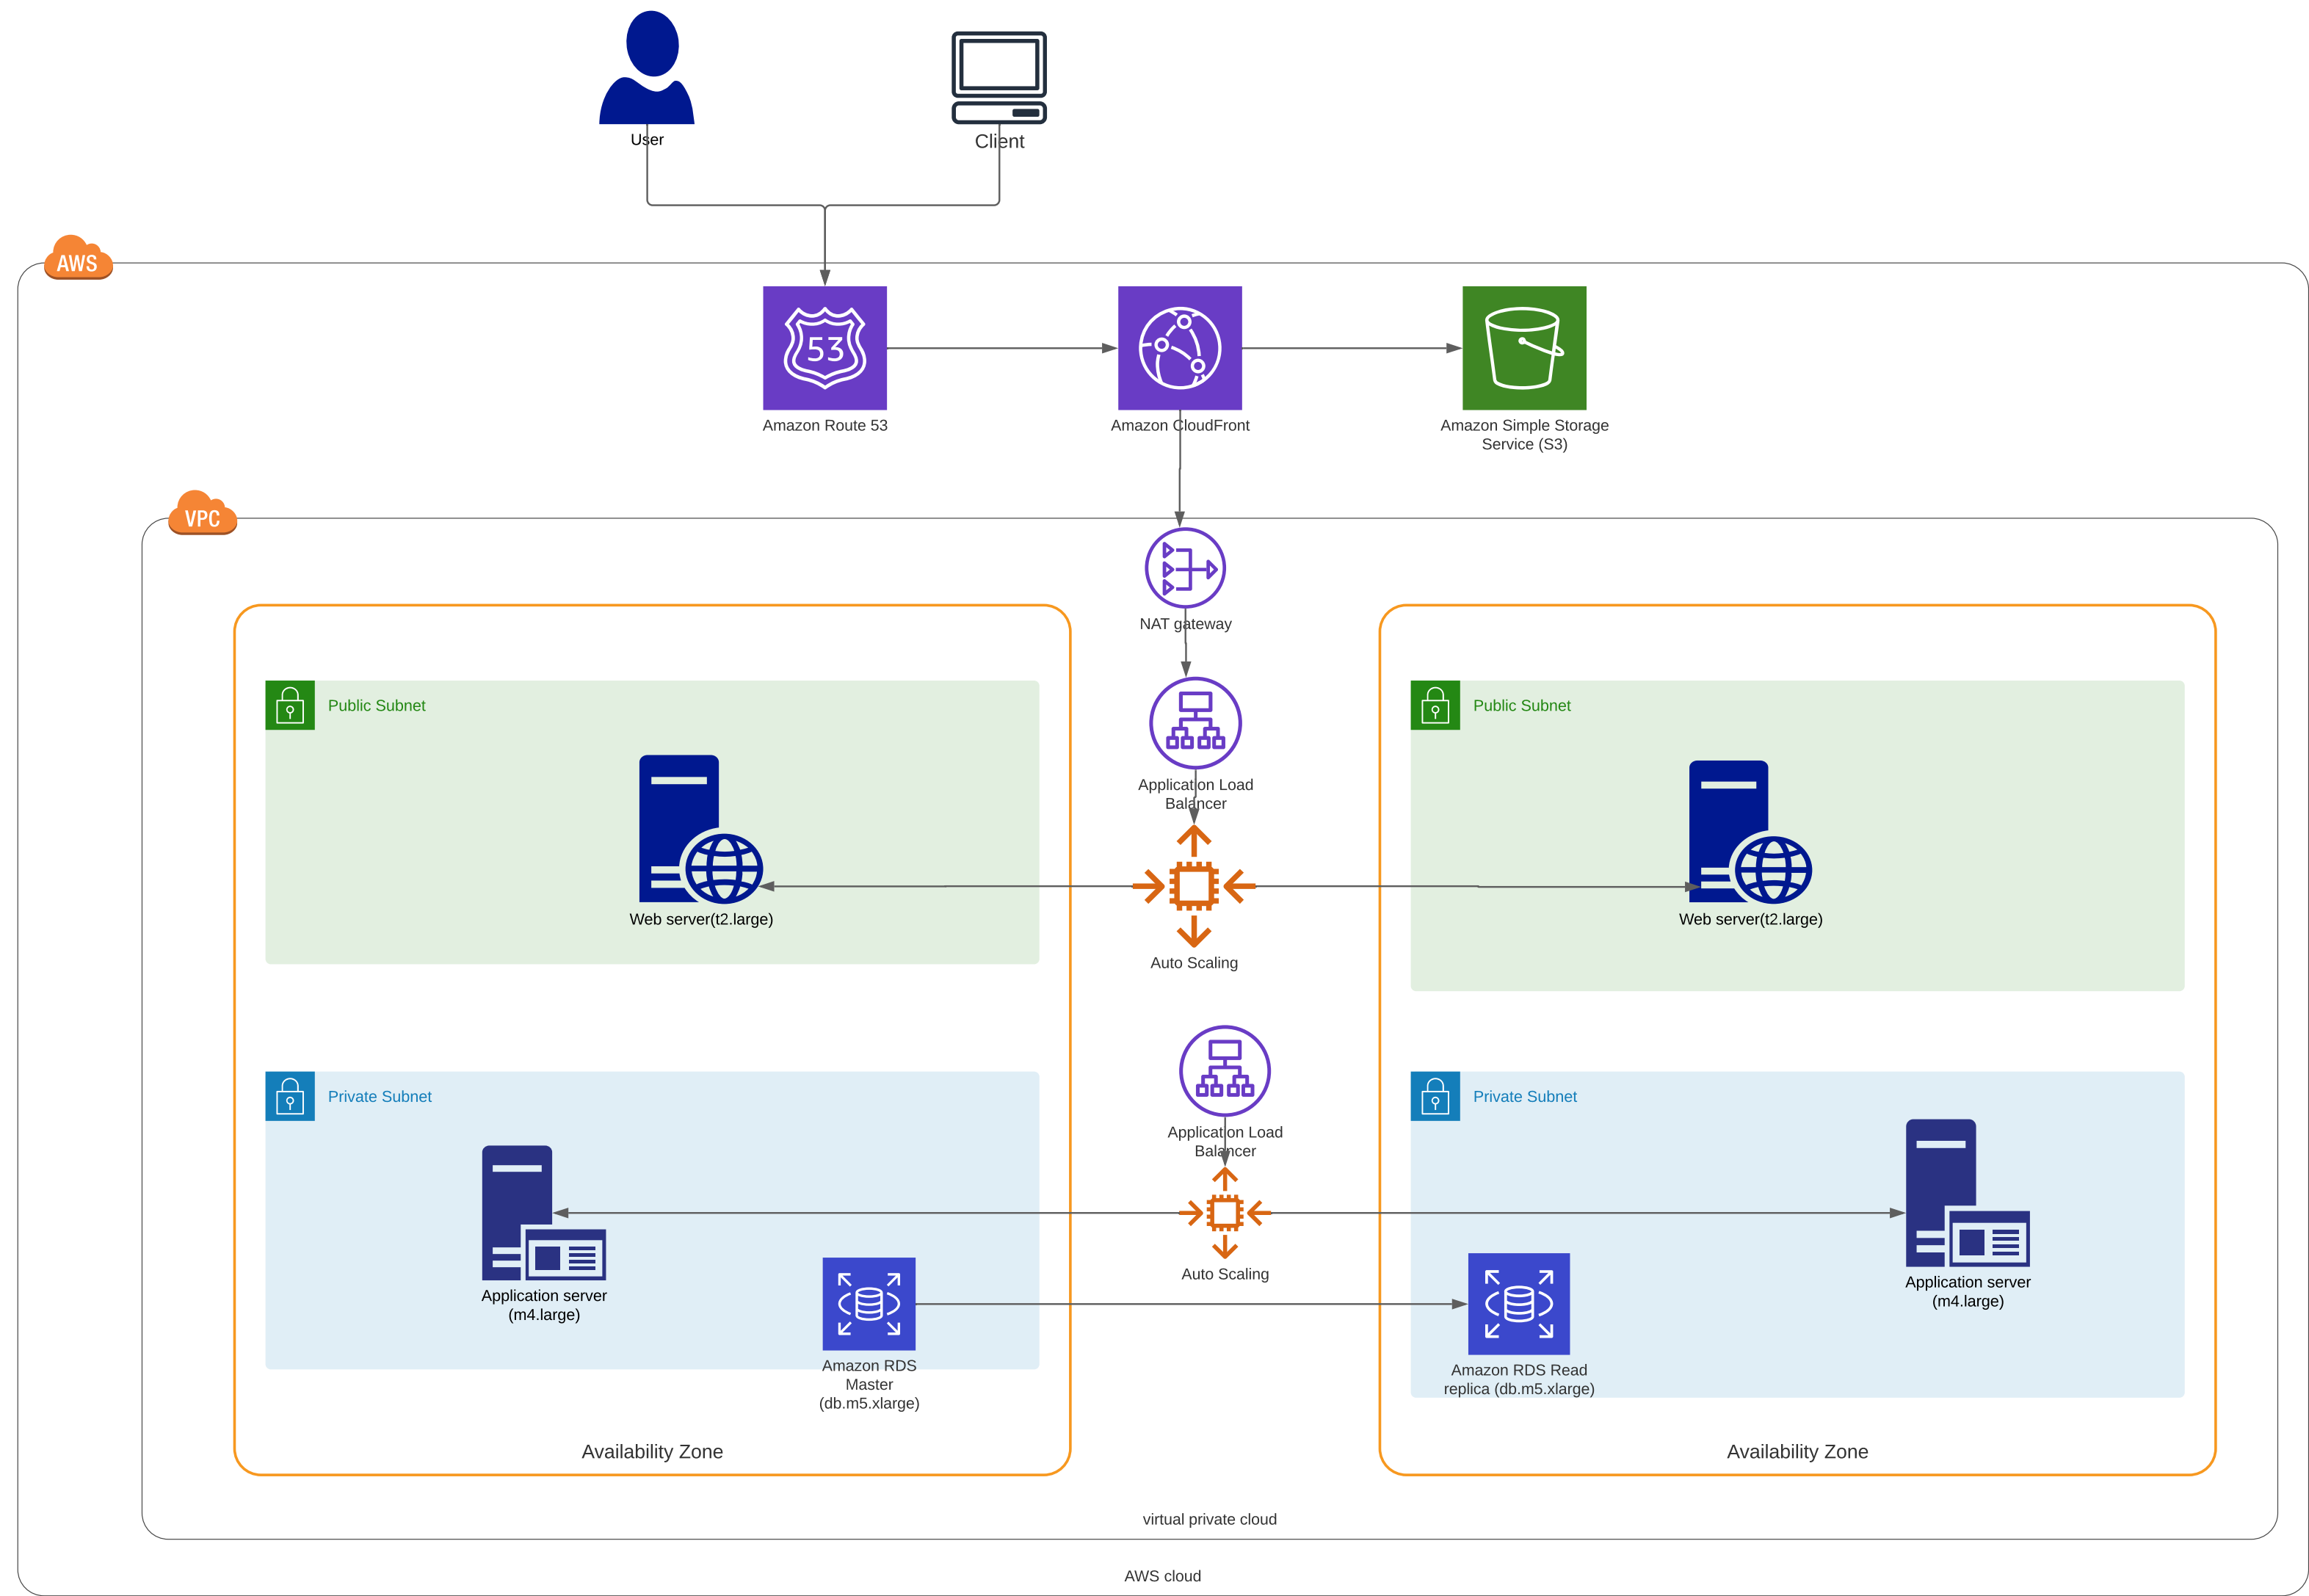 User
Client
AWS
53
Amazon Route 53
Amazon CloudFront
Amazon Simple Storage
Service (S3)
VPC
NAT gateway
Public Subnet
Public Subnet
Application Load
Balancer
Web server(t2.large)
Web server(t2.large)
Auto Scaling
Private Subnet
Private Subnet
Application Load
Balancer
Auto Scaling
Application server
(m4.large)
Application server
(m4.large)
Amazon RDS
Master
(db.m5.xlarge)
Amazon RDS Read
replica (db.m5.xlarge)
Availability Zone
Availability Zone
virtual private cloud
AWS cloud